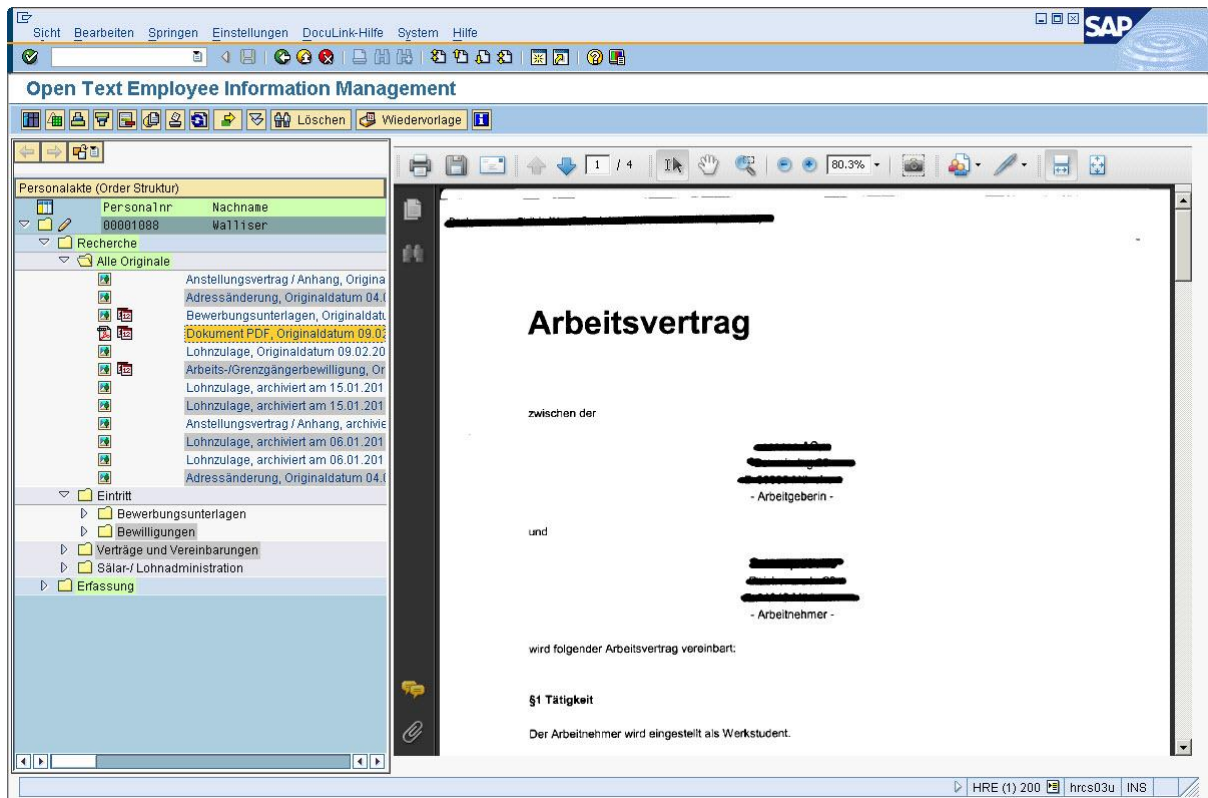 Sicht Bearbeiten Springen Einstellungen DocuLink-Hilfe System Hilfe
SAP
Open Text Employee Information Management
Löschen Wiedervorlage
1 / 4 80.3%
Personalakte (Order Struktur)
Personalnr Nachname
00001088 Walliser
Recherche
Alle Originale
Anstellungsvertrag / Anhang, Origina
Adressänderung, Originaldatum 04.0
Bewerbungsunterlagen, Originaldatu
Dokument PDF, Originaldatum 09.02
Lohnzulage, Originaldatum 09.02.20
Arbeits-/Grenzgängerbewilligung, Or
Lohnzulage, archiviert am 15.01.201
Lohnzulage, archiviert am 15.01.201
Anstellungsvertrag / Anhang, archivie
Lohnzulage, archiviert am 06.01.201
Lohnzulage, archiviert am 06.01.201
Adressänderung, Originaldatum 04.0
Eintritt
Bewerbungsunterlagen
Bewilligungen
Verträge und Vereinbarungen
Sälar-/ Lohnadministration
Erfassung
Arbeitsvertrag
zwischen der
- Arbeitgeberin -
und
- Arbeitnehmer -
wird folgender Arbeitsvertrag vereinbart:
§1 Tätigkeit
Der Arbeitnehmer wird eingestellt als Werkstudent.
HRE (1) 200 hrcs03u INS